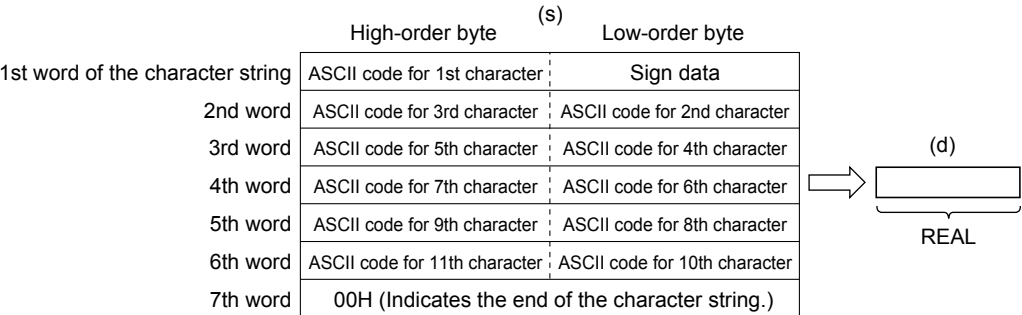 (s)
High-order byte Low-order byte
1st word of the character string ASCII code for 1st character Sign data
2nd word ASCII code for 3rd character ASCII code for 2nd character
3rd word ASCII code for 5th character ASCII code for 4th character (d)
4th word ASCII code for 7th character ASCII code for 6th character
5th word ASCII code for 9th character ASCII code for 8th character REAL
6th word ASCII code for 11th character ASCII code for 10th character
7th word 00H (Indicates the end of the character string.)